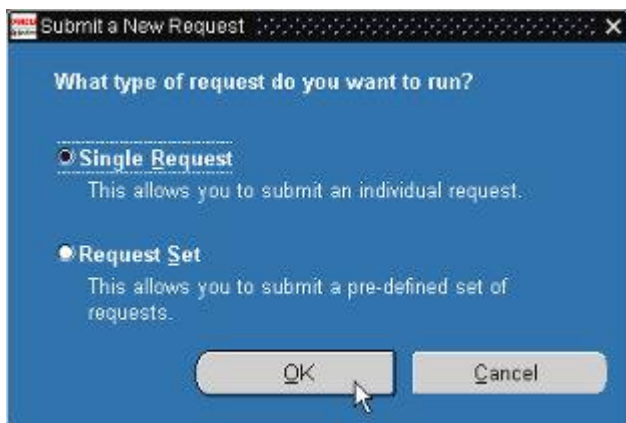 Submit a New Request
What type of request do you want to run?
Single Request
This allows you to submit an individual request.
Request Set
This allows you to submit a pre-defined set of
requests.
OK
Cancel